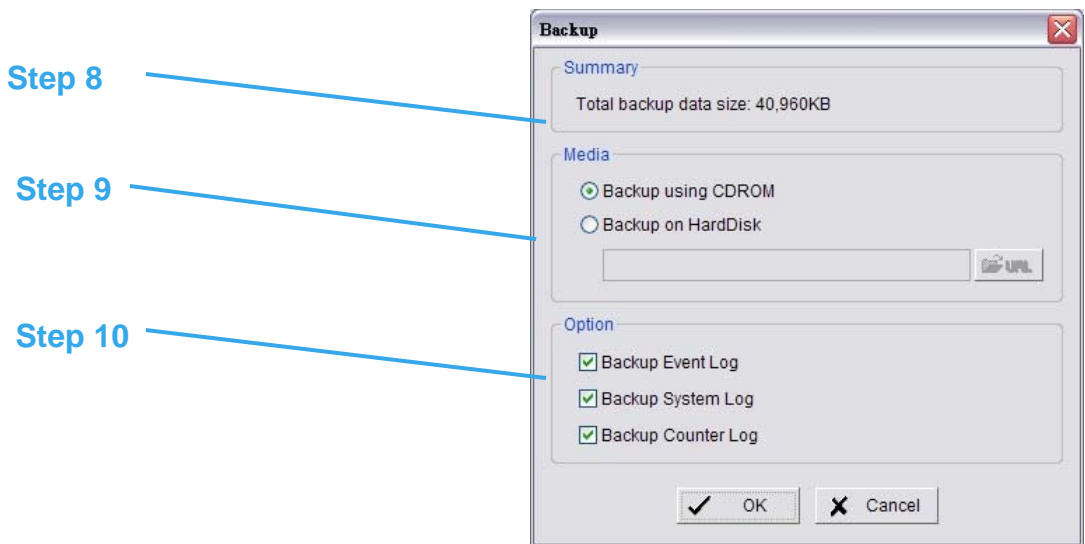 Backup
Step 8
Summary
Total backup data size: 40,960KB
Step 9
Media
Backup using CDROM
Backup on HardDisk
URL
Step 10
Option
Backup Event Log
Backup System Log
Backup Counter Log
OK
Cancel